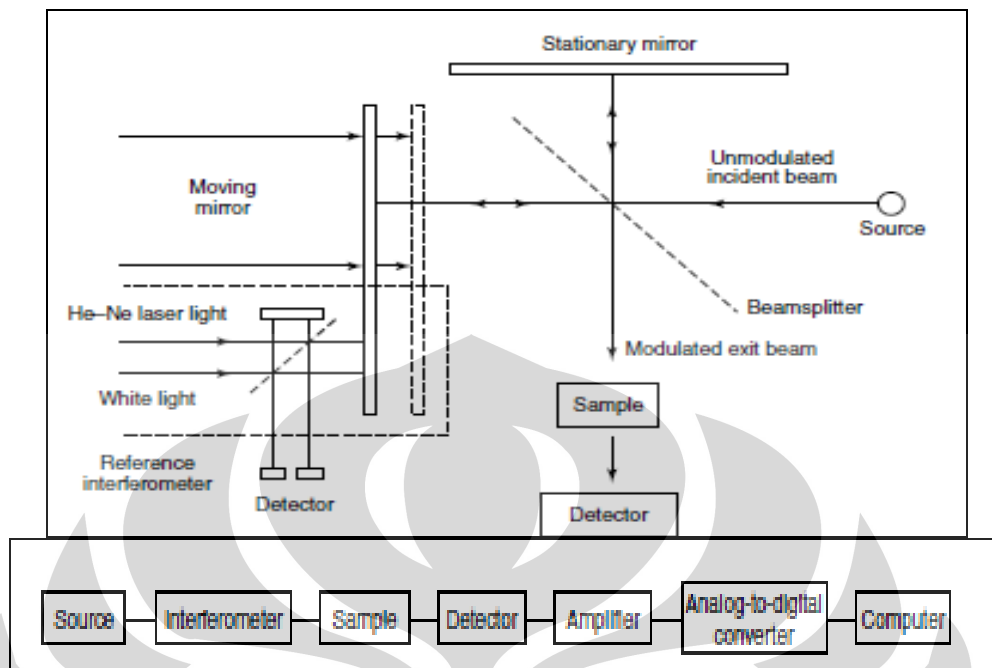 Stationary mirror
Unmodulated
incident beam
Moving
mirror
Source
He–Ne laser light
Beamsplitter
Modulated exit beam
White light
Sample
Reference
interferometer
Detector
Detector
Source
Interferometer
Sample
Detector
Amplifier
Analog-to-digital
converter
Computer